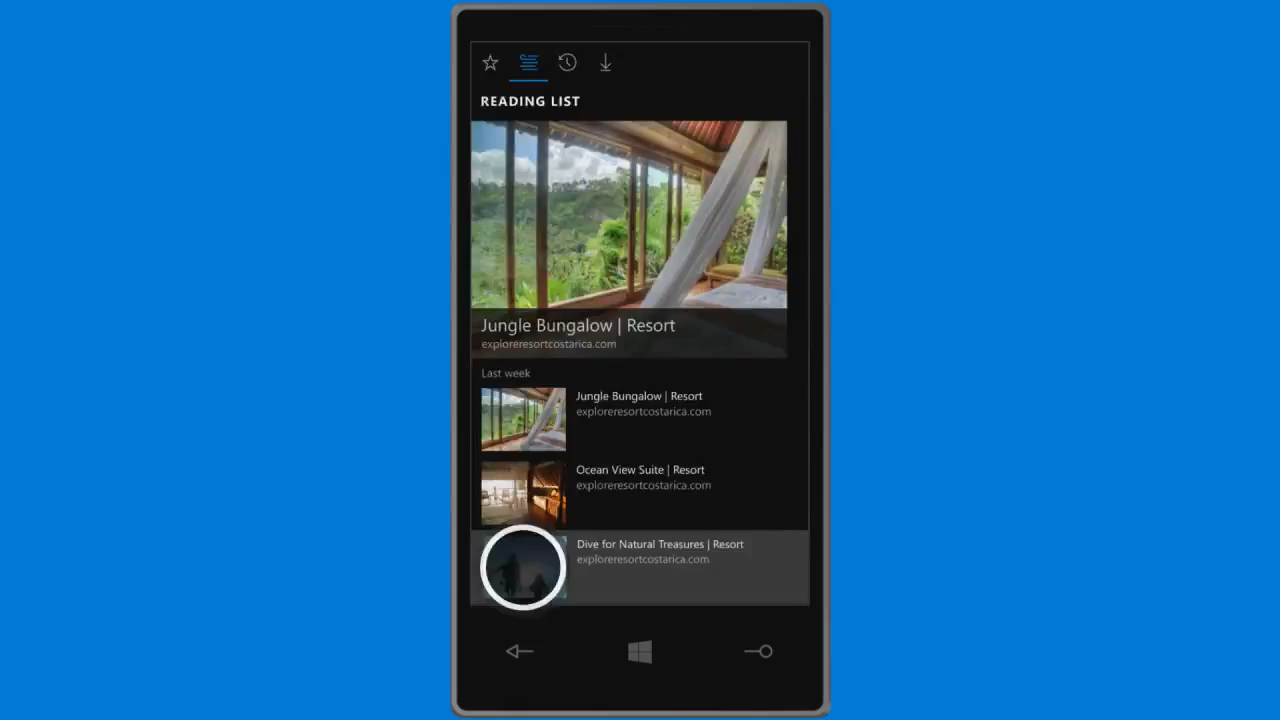 READING LIST
Jungle Bungalow | Resort
exploreresortcostarica.com
Last week
Jungle Bungalow | Resort
exploreresortcostarica.com
Ocean View Suite | Resort
exploreresortcostarica.com
Dive for Natural Treasures | Resort
exploreresortcostarica.com